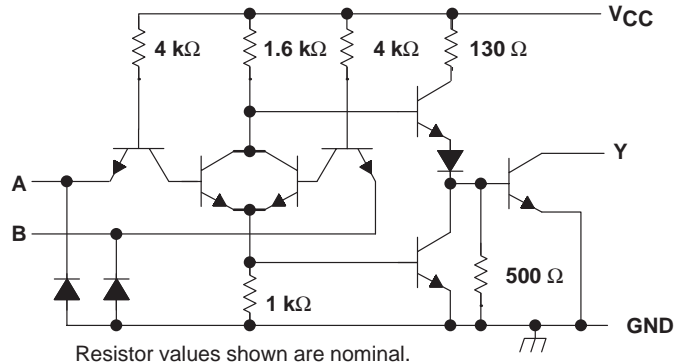 VCC
4 kΩ
1.6 kΩ
4 kΩ
130 Ω
A
Y
B
500 Ω
1 kΩ
GND
Resistor values shown are nominal.